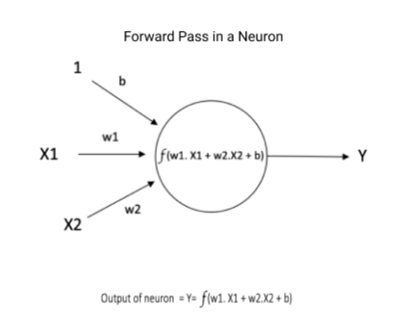 Forward Pass in a Neuron
1
b
w1
X1
ƒ(w1. X1 + w2.X2 + b)
Y
w2
X2
Output of neuron = Y= ƒ(w1. X1 + w2.X2 + b)